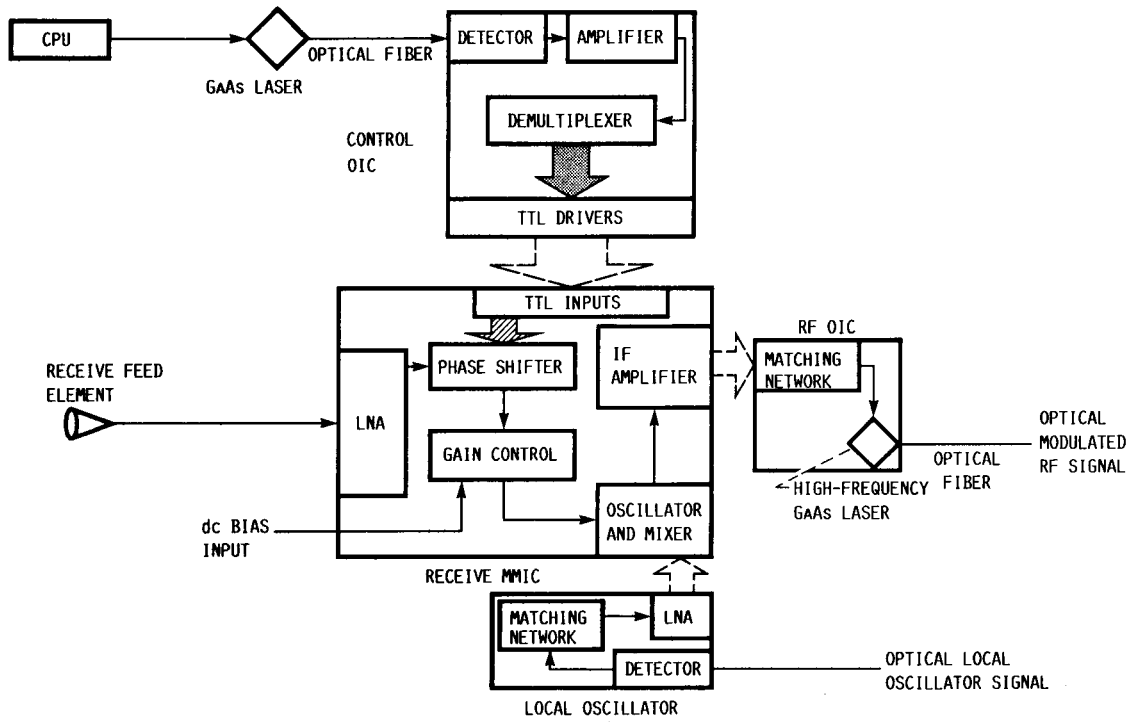 CPU
GaAs LASER
OPTICAL FIBER
DETECTOR
AMPLIFIER
DEMULTIPLEXER
CONTROL
OIC
TTL DRIVERS
TTL INPUTS
RECEIVE FEED
ELEMENT
LNA
PHASE SHIFTER
GAIN CONTROL
IF
AMPLIFIER
OSCILLATOR
AND MIXER
dc BIAS
INPUT
RECEIVE MMIC
RF OIC
MATCHING
NETWORK
OPTICAL
FIBER
HIGH-FREQUENCY
GaAs LASER
OPTICAL
MODULATED
RF SIGNAL
MATCHING
NETWORK
LNA
DETECTOR
OPTICAL LOCAL
OSCILLATOR SIGNAL
LOCAL OSCILLATOR